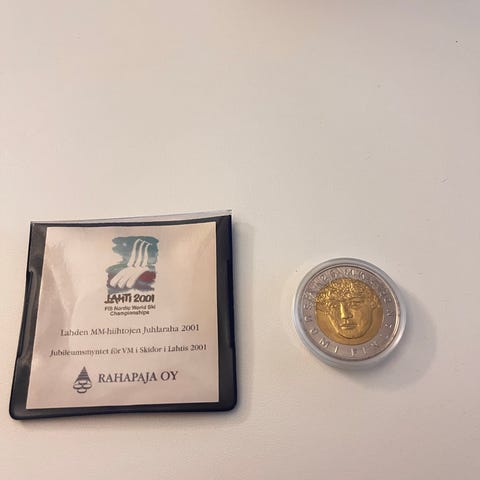 LAHTI 2001
FIS Nordic World Ski
Championships
Lahden MM-hiihtojen Juhlaraha 2001
Jubileumsmyntet för VM i Skidor i Lahtis 2001
RAHAPAJA OY